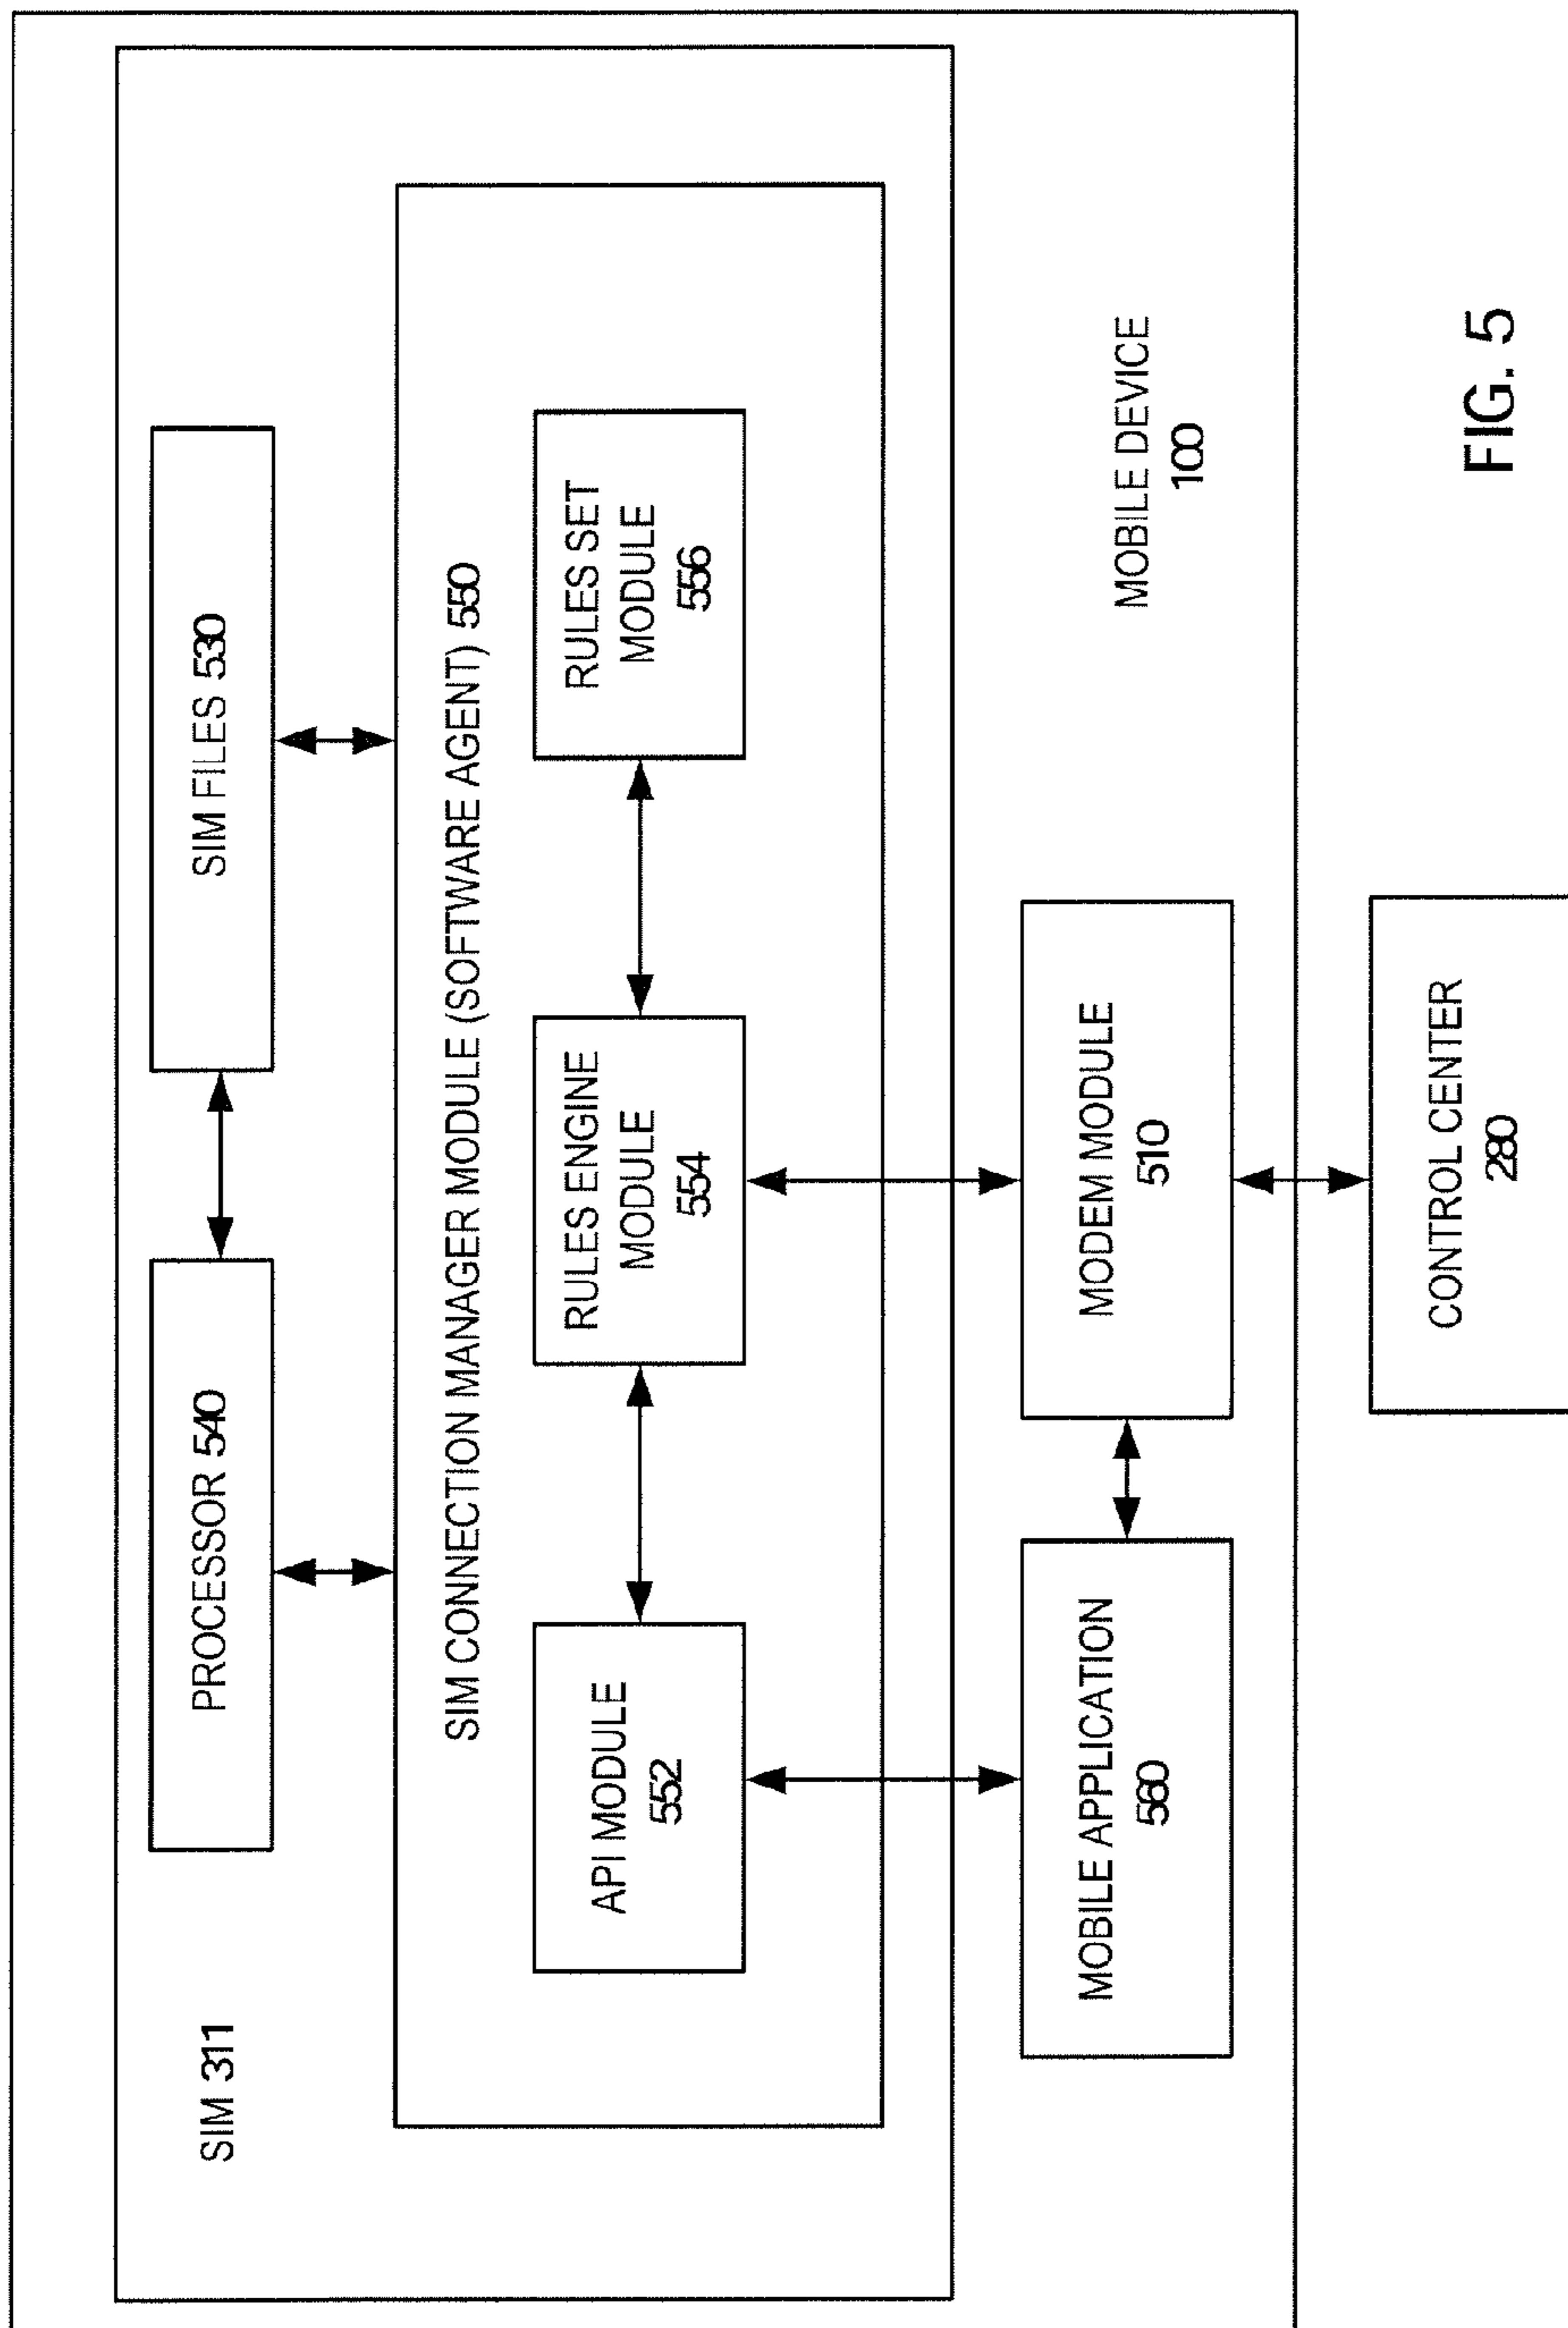 SIM 311
PROCESSOR 540
SIM FILES 530
SIM CONNECTION MANAGER MODULE (SOFTWARE AGENT) 550
API MODULE
552
RULES ENGINE
MODULE
554
RULES SET
MODULE
556
MOBILE APPLICATION
560
MODEM MODULE
510
MOBILE DEVICE
100
CONTROL CENTER
280
FIG. 5